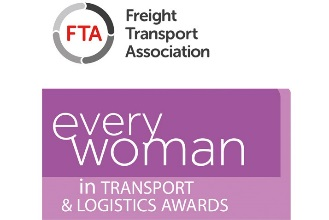 FTA
Freight
Transport
Association
every
woman
in TRANSPORT
& LOGISTICS AWARDS